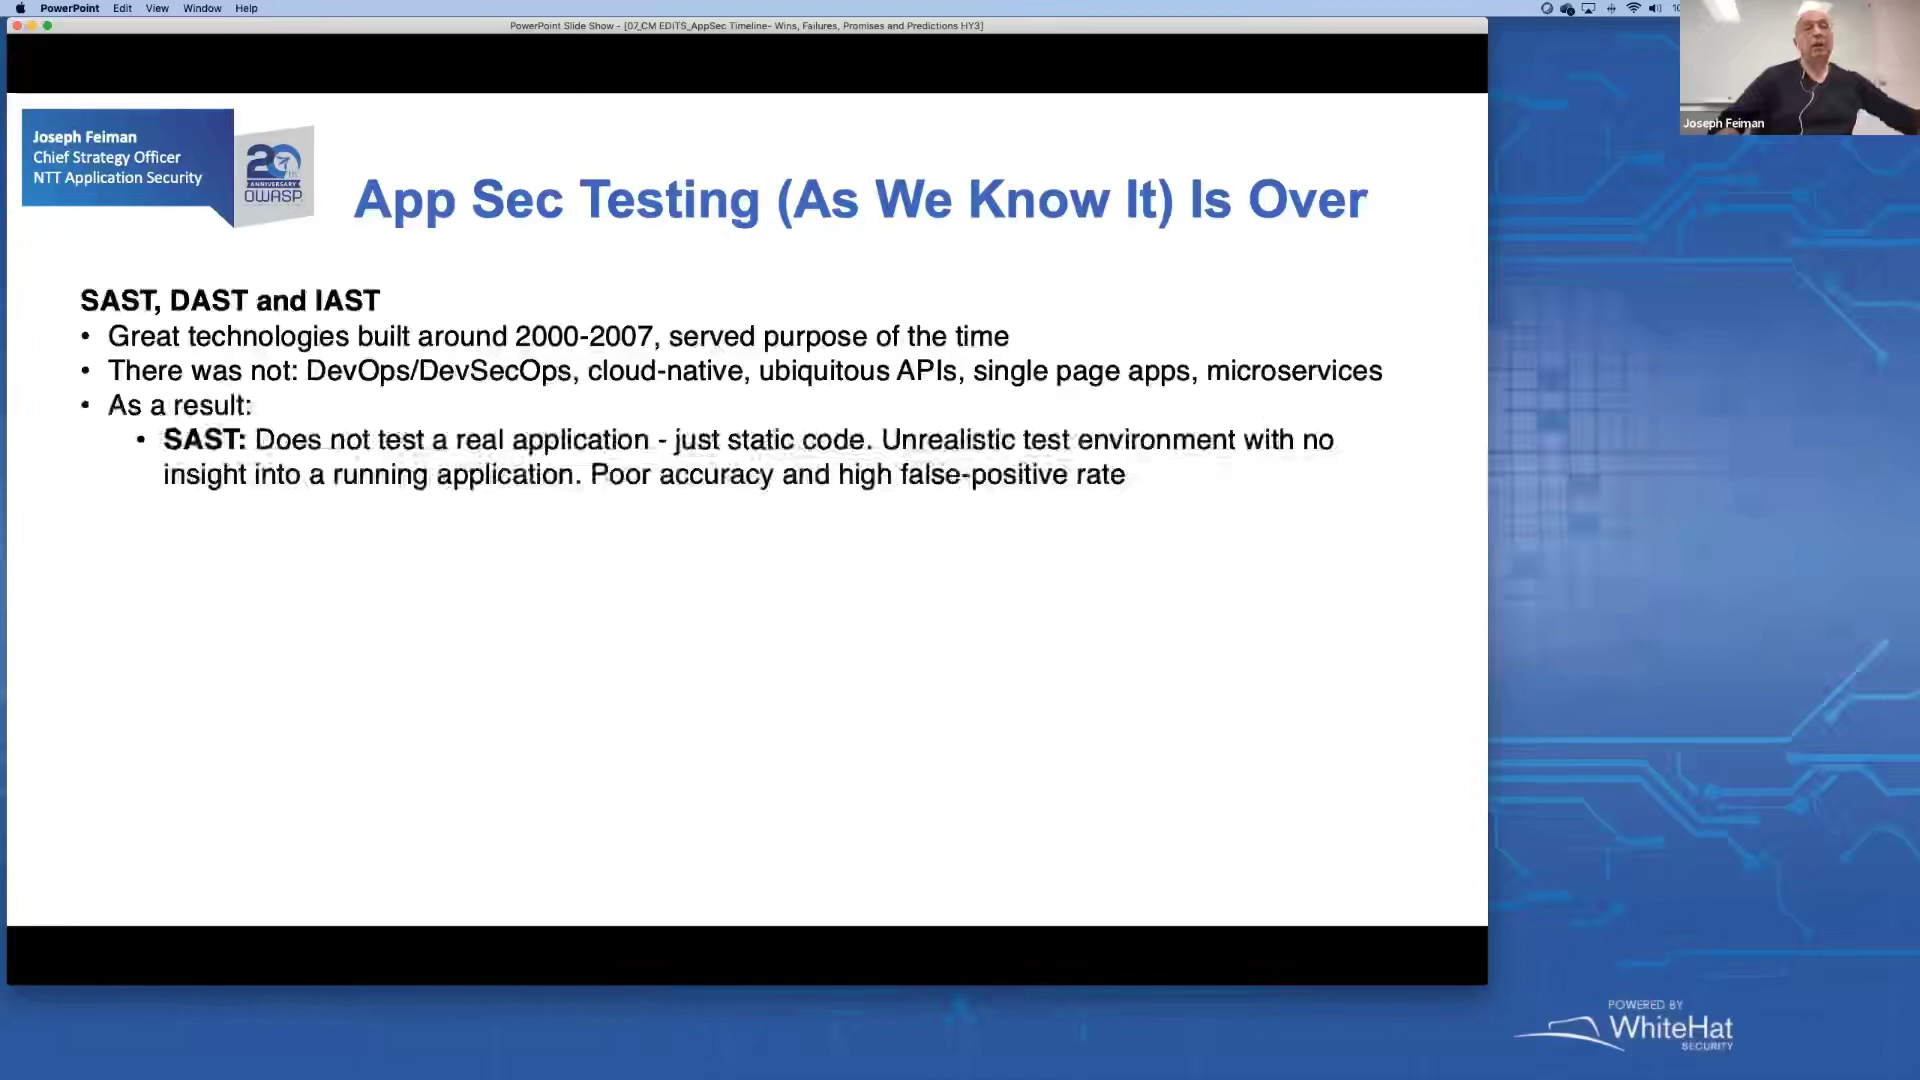 PowerPoint Edit View Window Help
PowerPoint Slide Show - [07_CM EDITS_AppSec Timeline- Wins, Failures, Promises and Predictions HY3]
Joseph Feiman
Joseph Feiman
Chief Strategy Officer
NTT Application Security
20th
ANNIVERSARY
OWASP
App Sec Testing (As We Know It) Is Over
SAST, DAST and IAST
• Great technologies built around 2000-2007, served purpose of the time
• There was not: DevOps/DevSecOps, cloud-native, ubiquitous APIs, single page apps, microservices
• As a result:
• SAST: Does not test a real application - just static code. Unrealistic test environment with no
insight into a running application. Poor accuracy and high false-positive rate
POWERED BY
WhiteHat
SECURITY